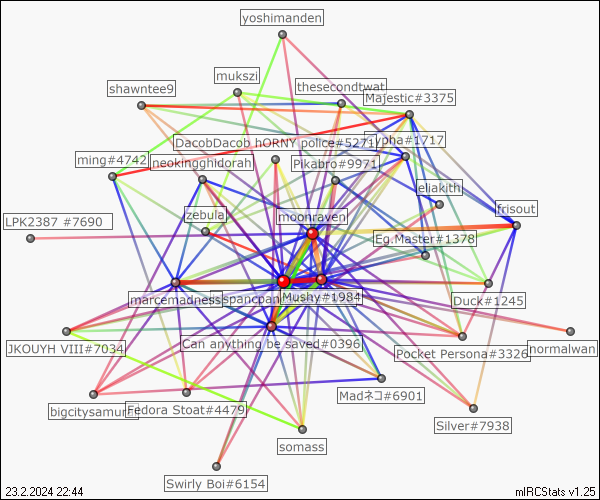 yoshimanden
mukszi
shawntee9
thesecondtwat
Majestic#3375
DacobDacob hORNY police#5271
ypha#1717
ming#4742
neokingghidorah
Pikabro#9971
eliakith
frisout
LPK2387 #7690
zebula
moonraven
Eg.Master#1378
marcemadness
spancpan
Mushy#1984
Duck#1245
JKOUYH VIII#7034
Can anything be saved#0396
Pocket Persona#3326
normalwan
bigcitysamura
Fedora Stoat#4479
Madネコ#6901
Silver#7938
somass
Swirly Boi#6154
23.2.2024 22:44
mIRCStats v1.25